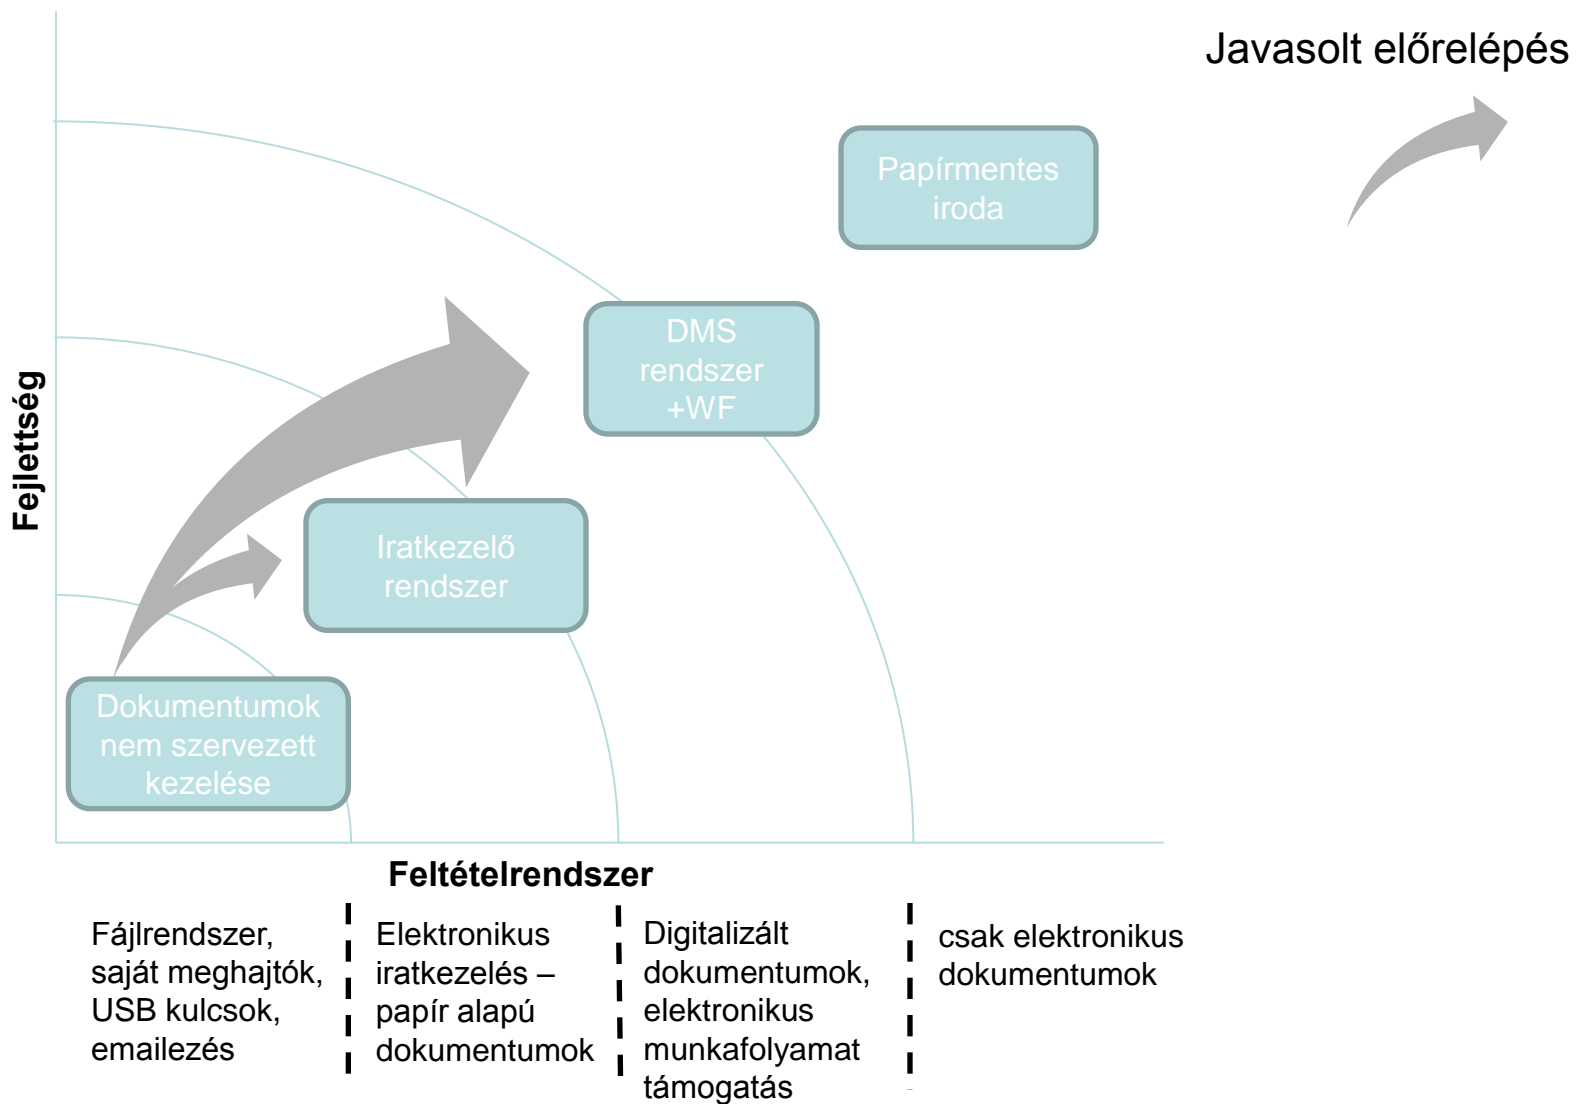 Javasolt előrelépés
Papírmentes
iroda
DMS
rendszer
+WF
Fejlettség
Iratkezelő
rendszer
Dokumentumok
nem szervezett
kezelése
Feltételrendszer
Fájlrendszer,
saját meghajtók,
USB kulcsok,
emailezés
Elektronikus
iratkezelés –
papír alapú
dokumentumok
Digitalizált
dokumentumok,
elektronikus
munkafolyamat
támogatás
csak elektronikus
dokumentumok